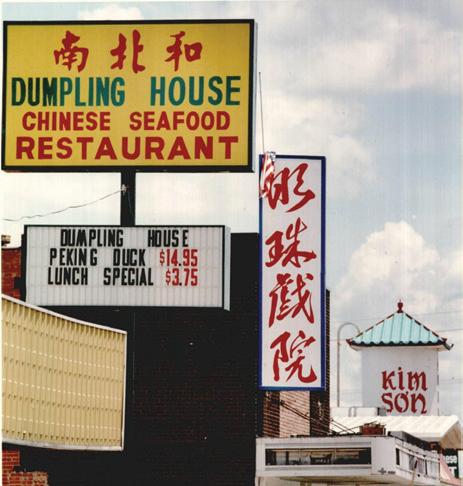 南北和
DUMPLING HOUSE
CHINESE SEAFOOD
RESTAURANT
DUMPLING HOUSE
PEKING DUCK $14.95
LUNCH SPECIAL $3.75
明珠戲院
KIM
SON